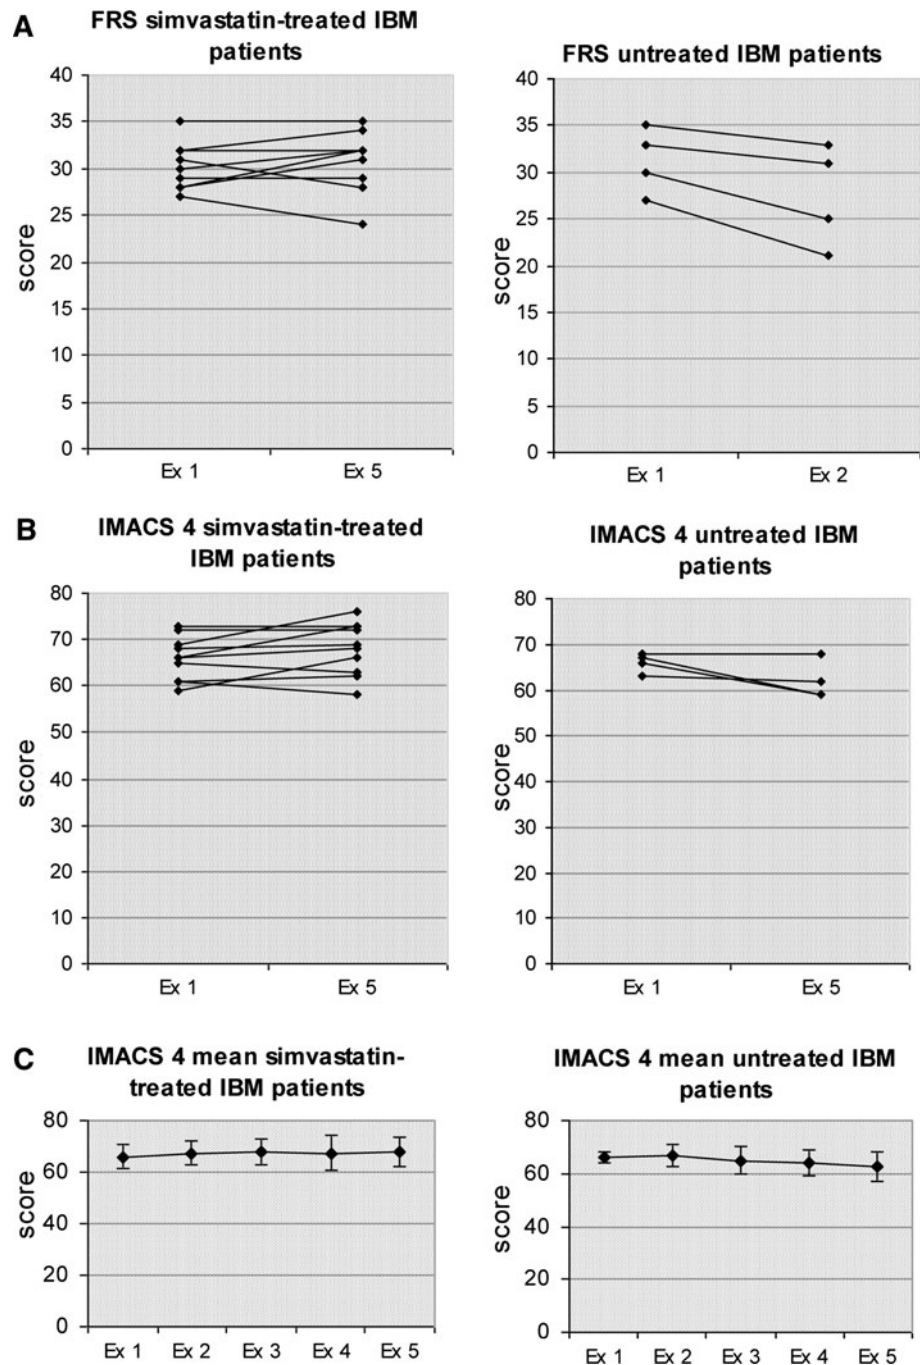 A
FRS simvastatin-treated IBM
patients
40
35
30
25
20
15
10
5
0
score
Ex 1
Ex 5
FRS untreated IBM patients
40
35
30
25
20
15
10
5
0
score
Ex 1
Ex 2
B
IMACS 4 simvastatin-treated
IBM patients
80
70
60
50
40
30
20
10
0
score
Ex 1
Ex 5
IMACS 4 untreated IBM
patients
80
70
60
50
40
30
20
10
0
score
Ex 1
Ex 5
C
IMACS 4 mean simvastatin-
treated IBM patients
80
60
40
20
0
score
Ex 1
Ex 2
Ex 3
Ex 4
Ex 5
IMACS 4 mean untreated IBM
patients
80
60
40
20
0
score
Ex 1
Ex 2
Ex 3
Ex 4
Ex 5